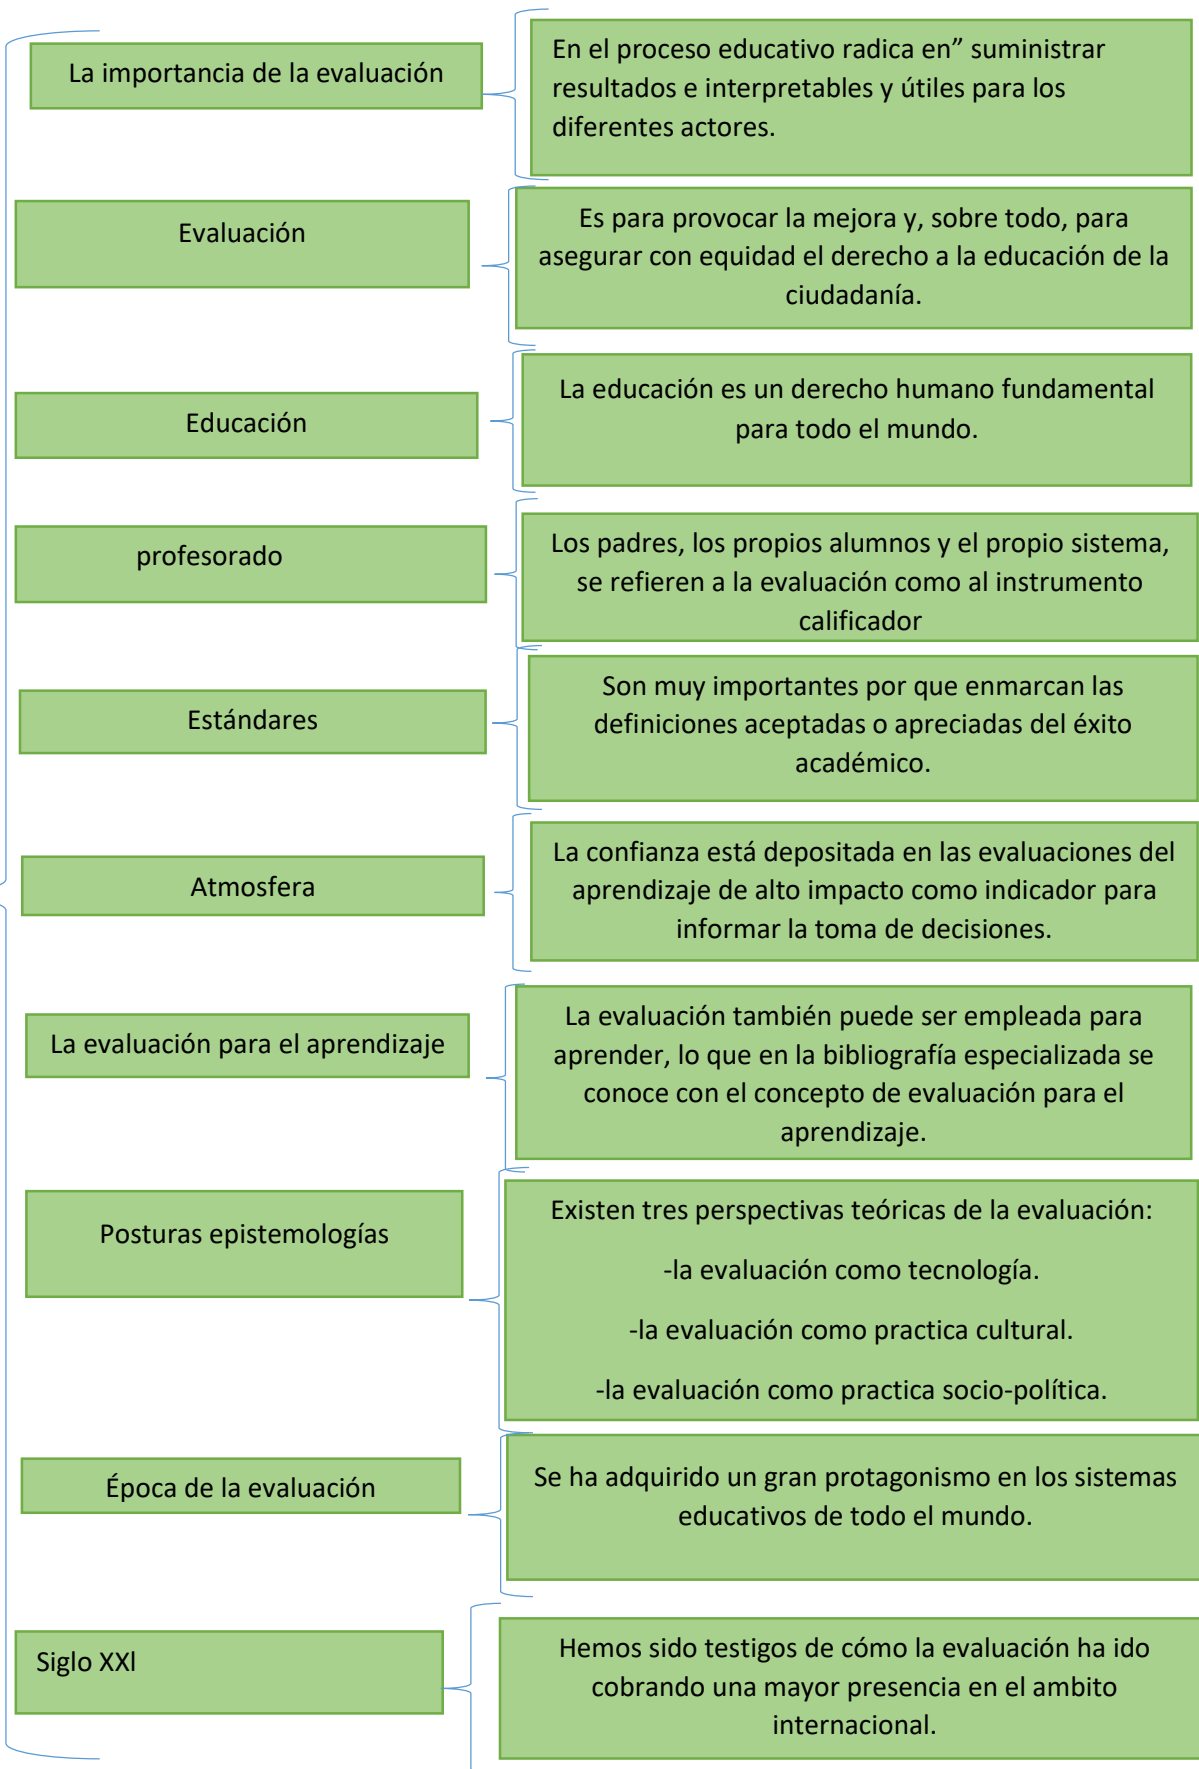 La importancia de la evaluación
En el proceso educativo radica en” suministrar
resultados e interpretables y útiles para los
diferentes actores.
Evaluación
Es para provocar la mejora y, sobre todo, para
asegurar con equidad el derecho a la educación de la
ciudadanía.
Educación
La educación es un derecho humano fundamental
para todo el mundo.
profesorado
Los padres, los propios alumnos y el propio sistema,
se refieren a la evaluación como al instrumento
calificador
Estándares
Son muy importantes por que enmarcan las
definiciones aceptadas o apreciadas del éxito
académico.
Atmosfera
La confianza está depositada en las evaluaciones del
aprendizaje de alto impacto como indicador para
informar la toma de decisiones.
La evaluación para el aprendizaje
La evaluación también puede ser empleada para
aprender, lo que en la bibliografía especializada se
conoce con el concepto de evaluación para el
aprendizaje.
Posturas epistemologías
Existen tres perspectivas teóricas de la evaluación:
-la evaluación como tecnología.
-la evaluación como practica cultural.
-la evaluación como practica socio-política.
Época de la evaluación
Se ha adquirido un gran protagonismo en los sistemas
educativos de todo el mundo.
Siglo XXl
Hemos sido testigos de cómo la evaluación ha ido
cobrando una mayor presencia en el ambito
internacional.